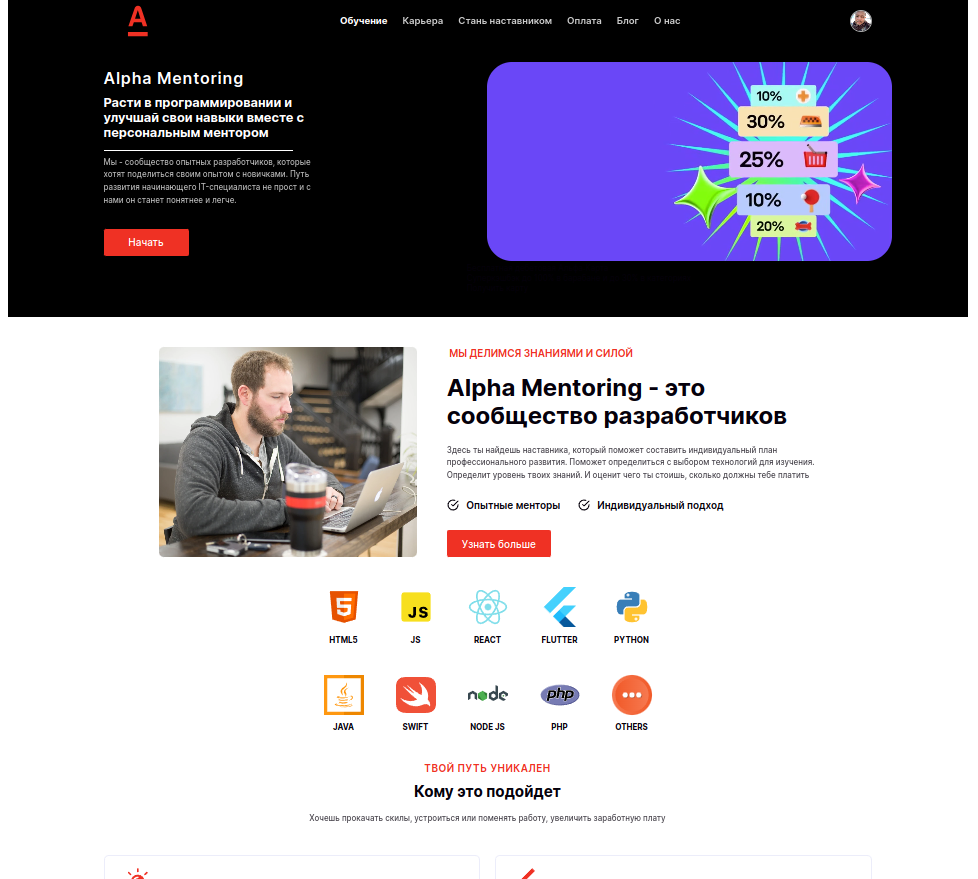 A
Обучение Карьера Стань наставником Оплата Блог О нас
Alpha Mentoring
Расти в программировании и
улучшай свои навыки вместе с
персональным ментором
Мы - сообщество опытных разработчиков, которые
хотят поделиться своим опытом с новичками. Путь
развития начинающего IT-специалиста не прост и с
нами он станет понятнее и легче.
Начать
10%
30%
25%
10%
20%
МЫ ДЕЛИМСЯ ЗНАНИЯМИ И СИЛОЙ
Alpha Mentoring - это
сообщество разработчиков
Здесь ты найдешь наставника, который поможет составить индивидуальный план
профессионального развития. Поможет определиться с выбором технологий для изучения.
Определит уровень твоих знаний. И оценит чего ты стоишь, сколько должны тебе платить
Опытные менторы Индивидуальный подход
Узнать больше
5 JS
HTML5 JS REACT FLUTTER PYTHON
node php
JAVA SWIFT NODE JS PHP OTHERS
ТВОЙ ПУТЬ УНИКАЛЕН
Кому это подойдет
Хочешь прокачать скилы, устроиться или поменять работу, увеличить заработную плату